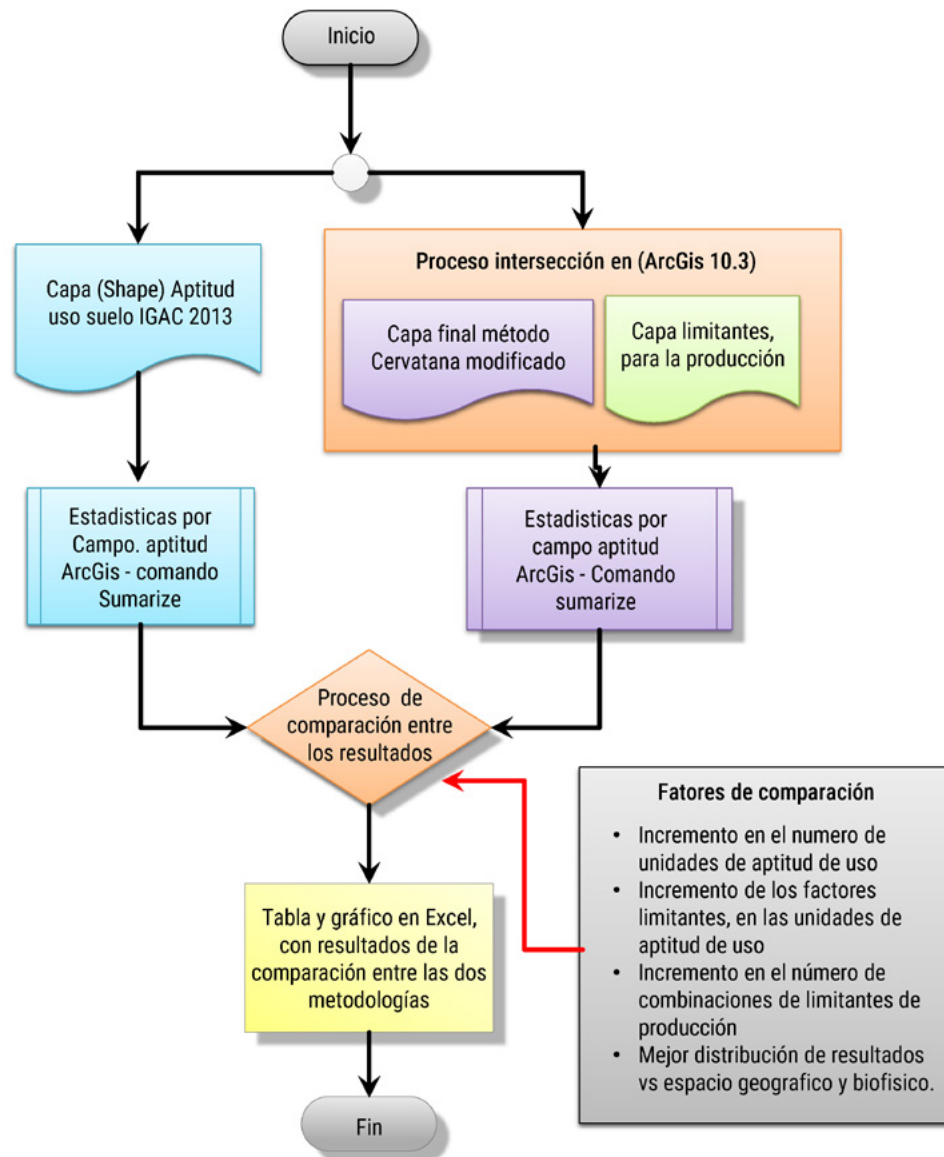 Inicio
Capa (Shape) Aptitud
uso suelo IGAC 2013
Proceso intersección en (ArcGis 10.3)
Capa final método
Cervatana modificado
Capa limitantes,
para la producción
Estadisticas por
Campo. aptitud
ArcGis - comando
Sumarize
Estadisticas por
campo aptitud
ArcGis - Comando
sumarize
Proceso de
comparación entre
los resultados
Fatores de comparación
• Incremento en el numero de
unidades de aptitud de uso
• Incremento de los factores
limitantes, en las unidades de
aptitud de uso
• Incremento en el número de
combinaciones de limitantes de
producción
• Mejor distribución de resultados
vs espacio geografico y biofisico.
Tabla y gráfico en Excel,
con resultados de la
comparación entre las dos
metodologías
Fin